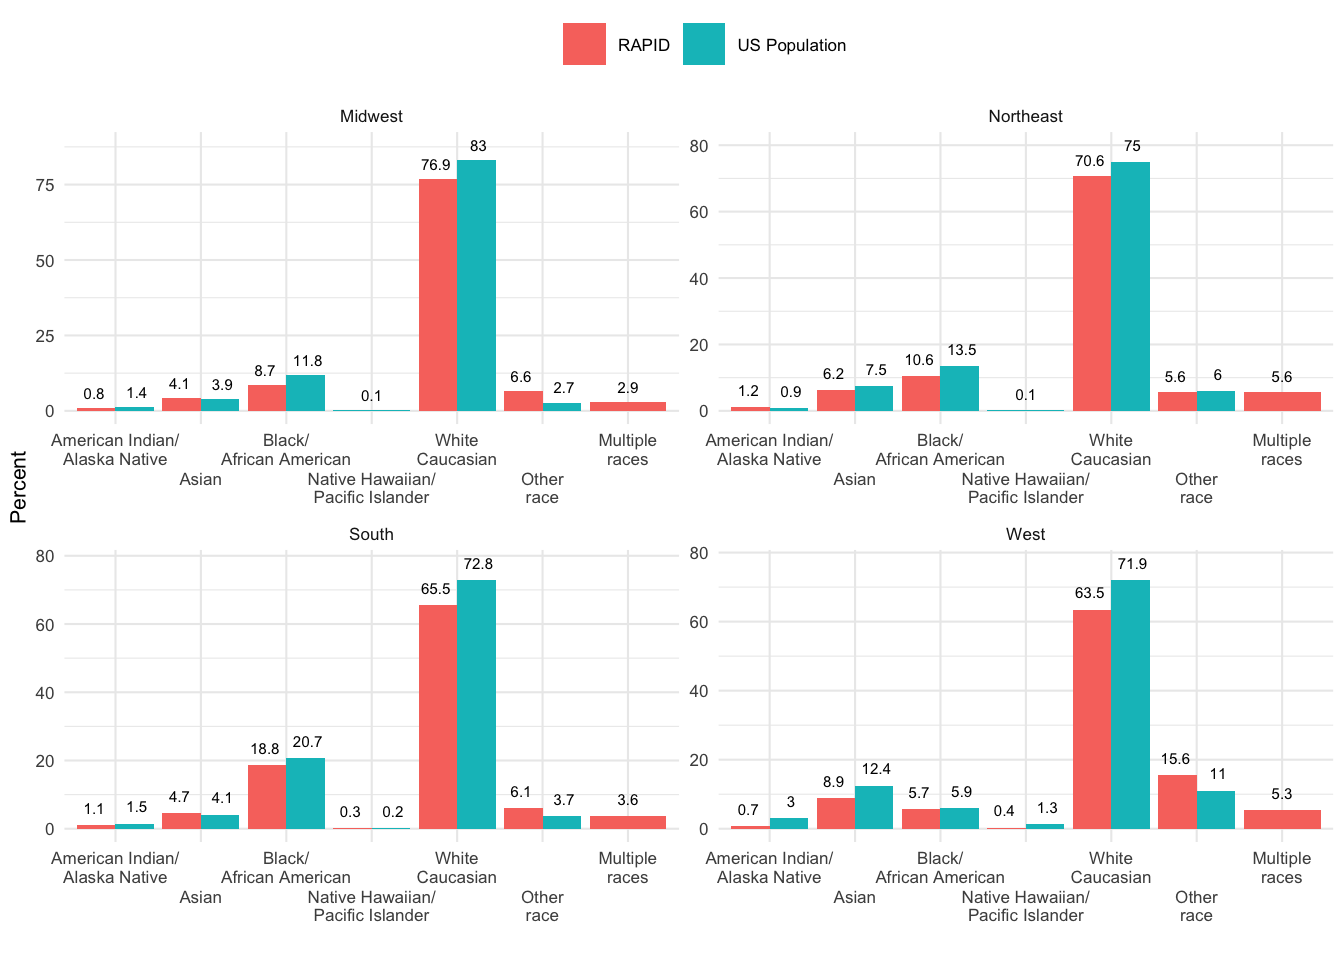 RAPID US Population
Percent
Midwest
83
76.9
75
50
25
0
0.8 1.4 4.1 3.9 8.7 11.8 0.1 6.6 2.7 2.9
American Indian/ Black/ White Multiple
Alaska Native African American Caucasian races
Asian Native Hawaiian/ Other
Pacific Islander race
Northeast
80
75
70.6
60
40
20
0
1.2 0.9 6.2 7.5 10.6 13.5 0.1 5.6 6 5.6
American Indian/ Black/ White Multiple
Alaska Native African American Caucasian races
Asian Native Hawaiian/ Other
Pacific Islander race
South
80
72.8
65.5
60
40
20
0
1.1 1.5 4.7 4.1 18.8 20.7 0.3 0.2 6.1 3.7 3.6
American Indian/ Black/ White Multiple
Alaska Native African American Caucasian races
Asian Native Hawaiian/ Other
Pacific Islander race
West
80
71.9
63.5
60
40
20
0
0.7 3 8.9 12.4 5.7 5.9 0.4 1.3 15.6 11 5.3
American Indian/ Black/ White Multiple
Alaska Native African American Caucasian races
Asian Native Hawaiian/ Other
Pacific Islander race